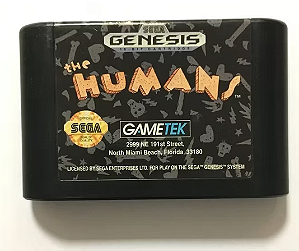 SEGA
GENESIS
16-BIT CARTRIDGE
the
HUMANS™
SEGA
GAMETEK
2999 NE 191st Street,
North Miami Beach, Florida 33180
LICENSED BY SEGA ENTERPRISES LTD. FOR PLAY ON THE SEGA™ GENESIS™ SYSTEM